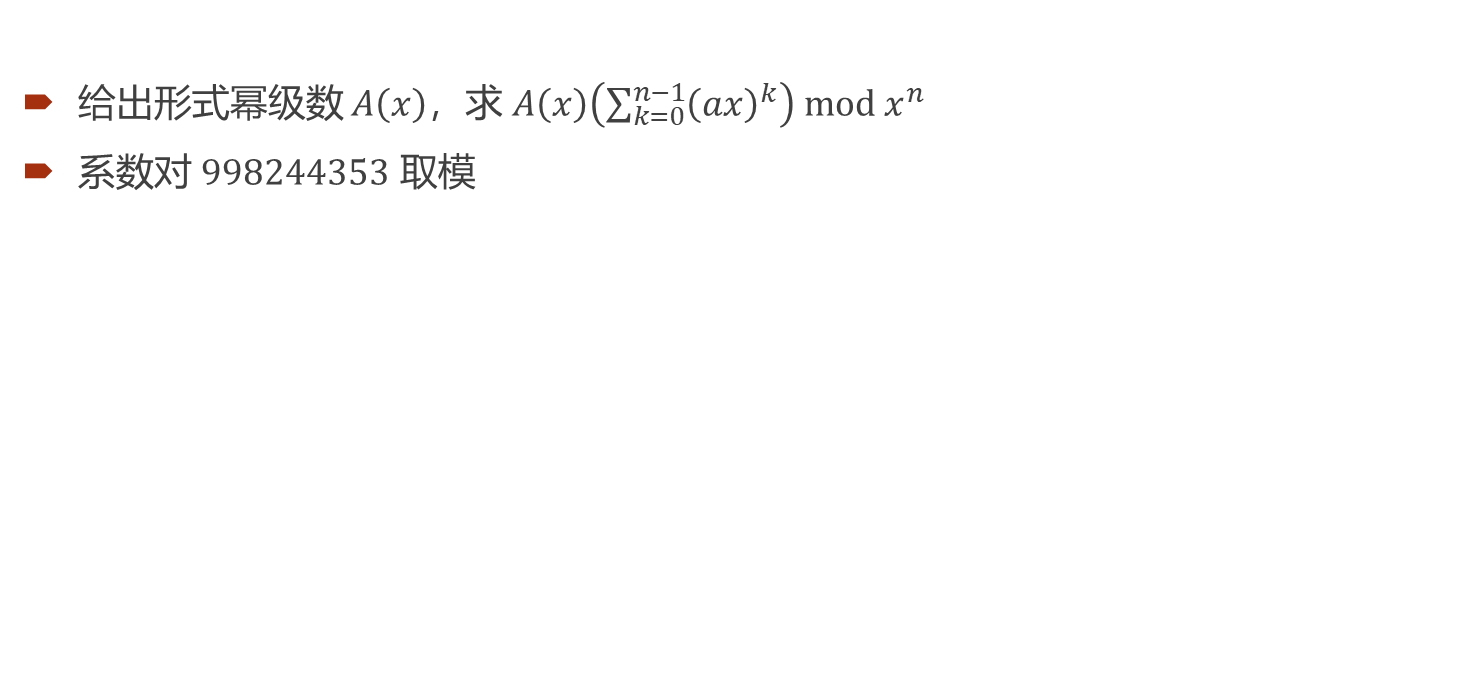 给出形式幂级数 A(x)，求 A(x)(∑_{k=0}^{n−1}(ax)^k) mod x^n
系数对 998244353 取模